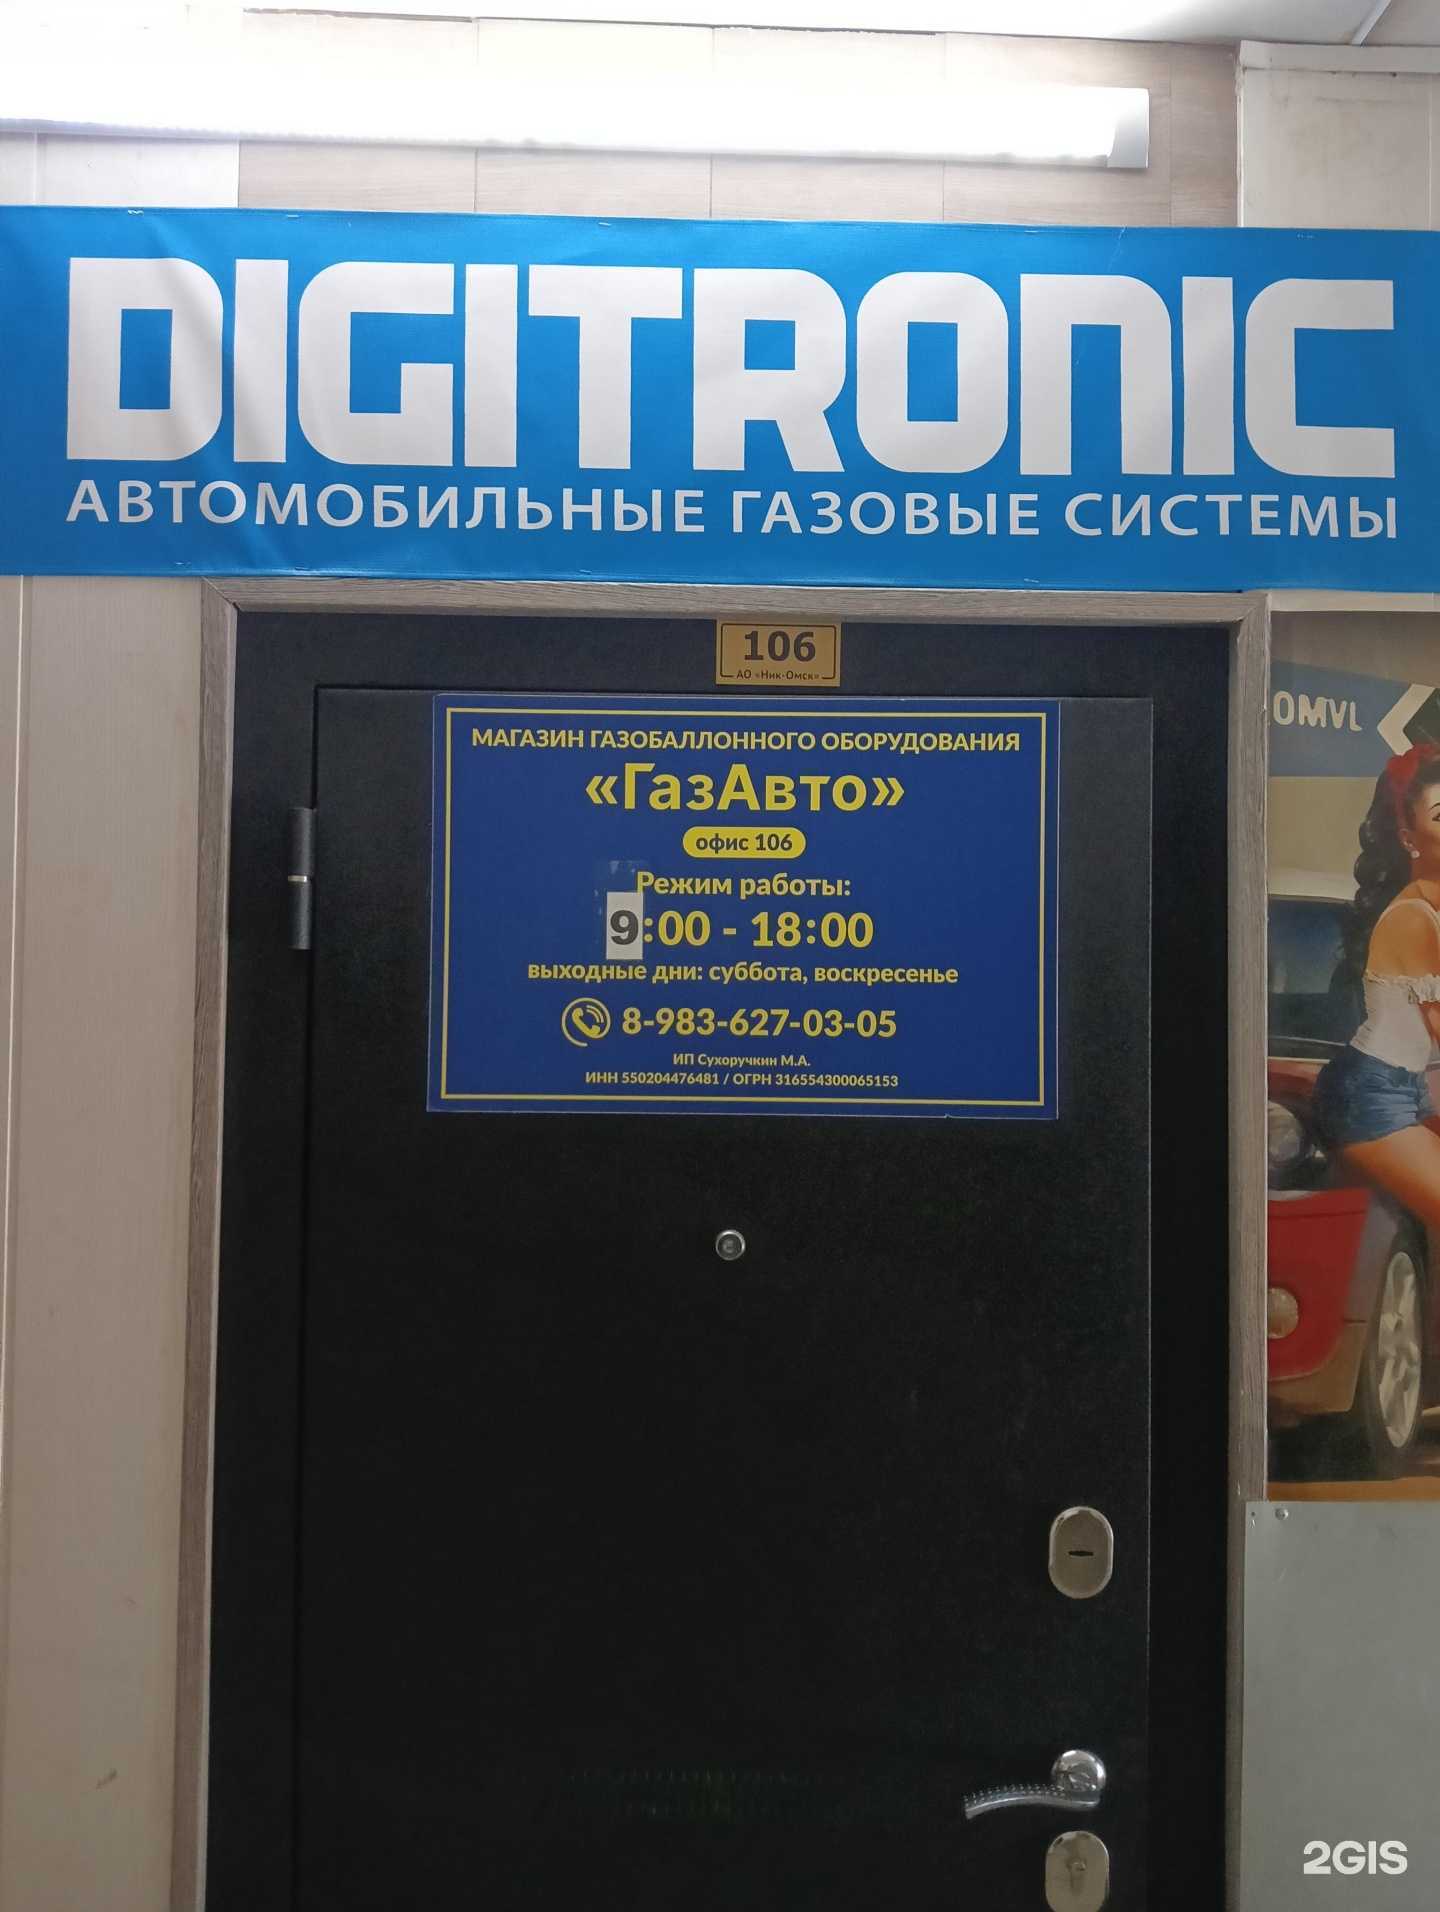 DIGITRONIC
АВТОМОБИЛЬНЫЕ ГАЗОВЫЕ СИСТЕМЫ
106
АО «Ник-Омск»
OMVL
МАГАЗИН ГАЗОБАЛЛОННОГО ОБОРУДОВАНИЯ
«ГазАвто»
офис 106
Режим работы:
9:00 - 18:00
выходные дни: суббота, воскресенье
8-983-627-03-05
ИП Сухоручкин М.А.
ИНН 550204476481 / ОГРН 316554300065153
2GIS